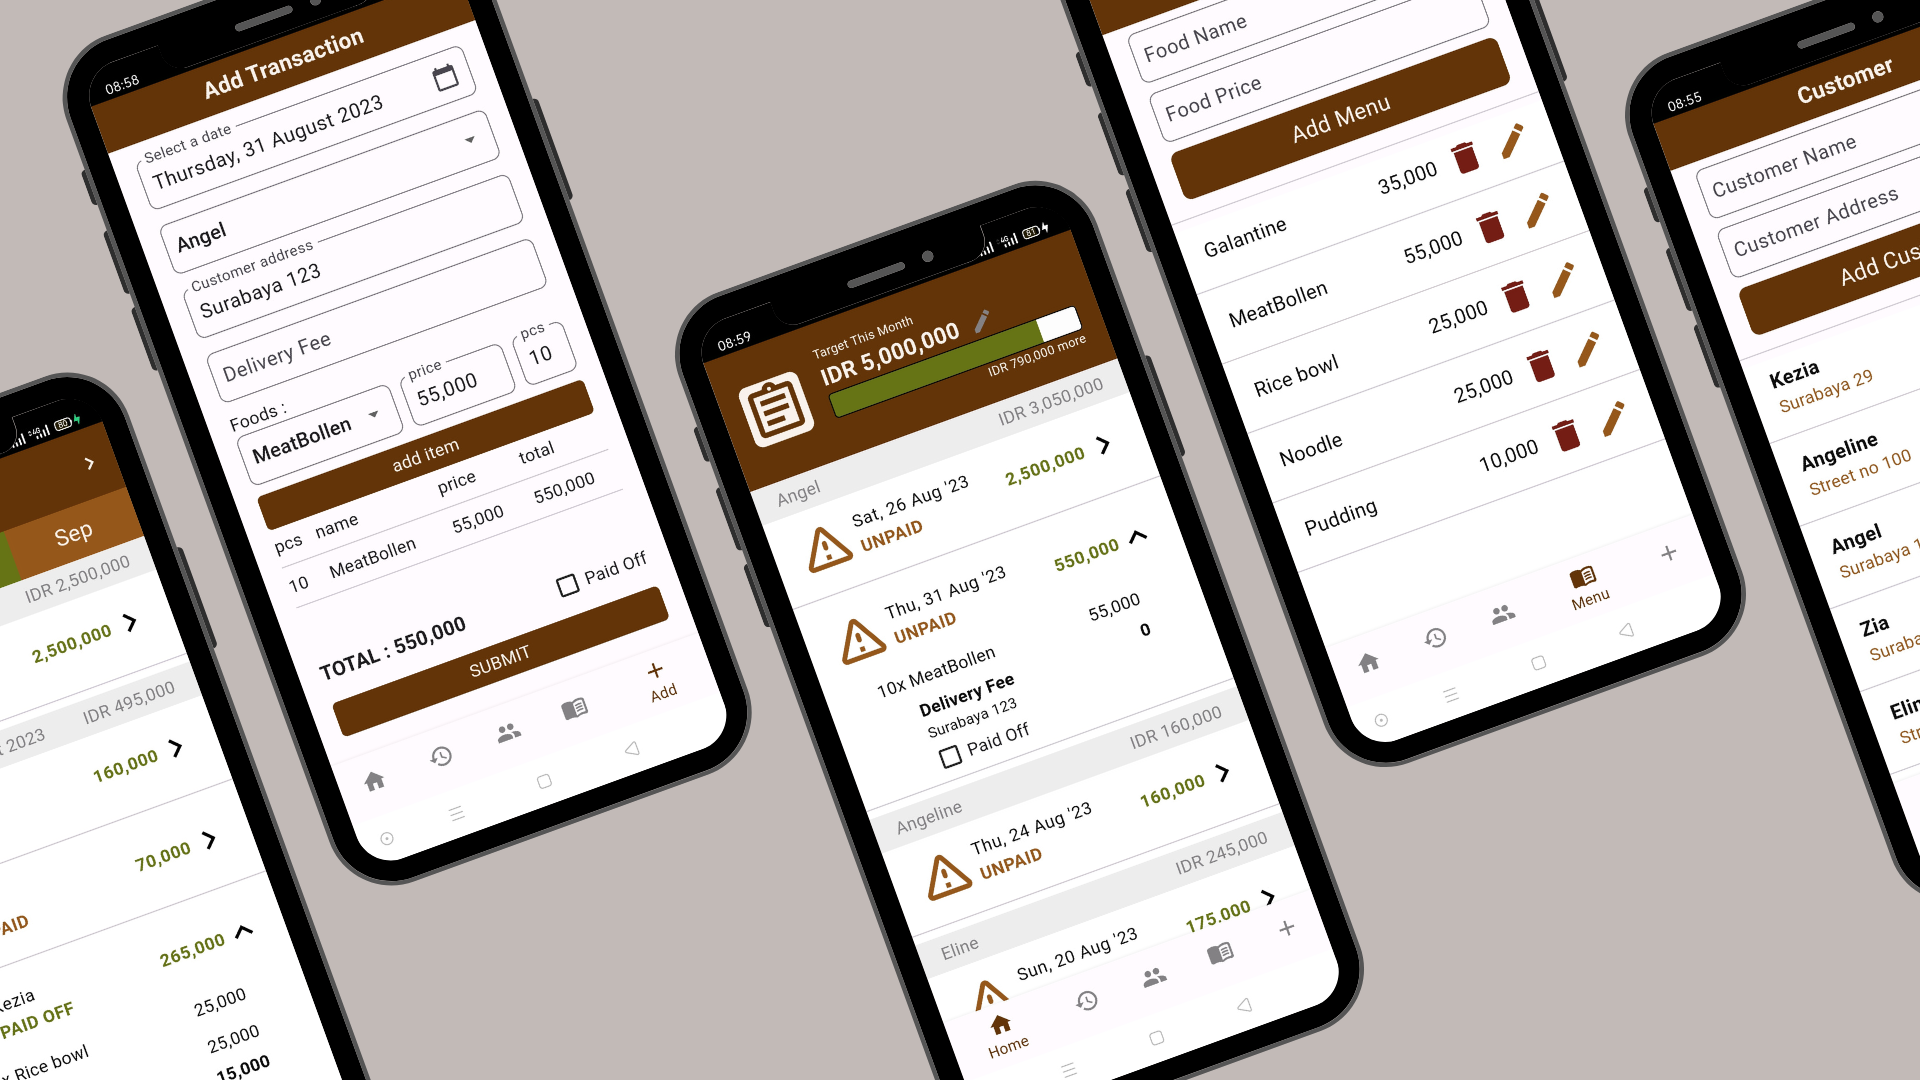 80
Sep
IDR 2,500,000
2,500,000
2023
IDR 495,000
160,000
70,000
265,000
PAID OFF
25,000
25,000
Rice bowl
15,000
08:58
Add Transaction
Select a date
Thursday, 31 August 2023
Angel
Customer address
Surabaya 123
Delivery Fee
Foods :
MeatBollen
price
55,000
pcs
10
add item
pcs name price total
10 MeatBollen 55,000 550,000
Paid Off
TOTAL : 550,000
SUBMIT
Add
08:59
4G
81
Target This Month
IDR 5,000,000
IDR 790,000 more
Angel IDR 3,050,000
Sat, 26 Aug '23 2,500,000
UNPAID
Thu, 31 Aug '23 550,000
UNPAID
10x MeatBollen 55,000
Delivery Fee 0
Surabaya 123
Paid Off
Angeline IDR 160,000
Thu, 24 Aug '23 160,000
UNPAID
Eline IDR 245,000
Sun, 20 Aug '23 175.000
Home
Food Name
Food Price
Add Menu
Galantine 35,000
MeatBollen 55,000
Rice bowl 25,000
Noodle 25,000
Pudding 10,000
Menu
08:55
Customer
Customer Name
Customer Address
Add Cus
Kezia
Surabaya 29
Angeline
Street no 100
Angel
Surabaya 1
Zia
Suraba
Elin
Str